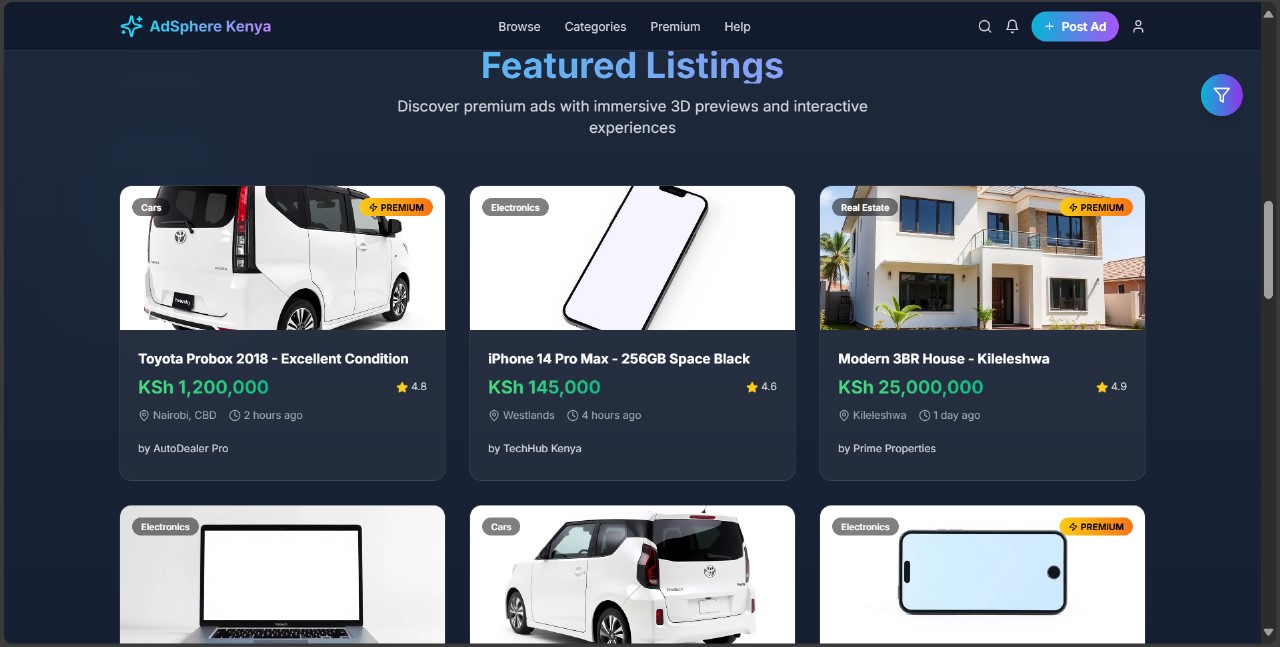 AdSphere Kenya
Browse
Categories
Premium
Help
Post Ad
Featured Listings
Discover premium ads with immersive 3D previews and interactive
experiences
Cars
PREMIUM
Electronics
Real Estate
PREMIUM
Toyota Probox 2018 - Excellent Condition
KSh 1,200,000
4.8
Nairobi, CBD
2 hours ago
by AutoDealer Pro
iPhone 14 Pro Max - 256GB Space Black
KSh 145,000
4.6
Westlands
4 hours ago
by TechHub Kenya
Modern 3BR House - Kileleshwa
KSh 25,000,000
4.9
Kileleshwa
1 day ago
by Prime Properties
Electronics
Cars
Electronics
PREMIUM